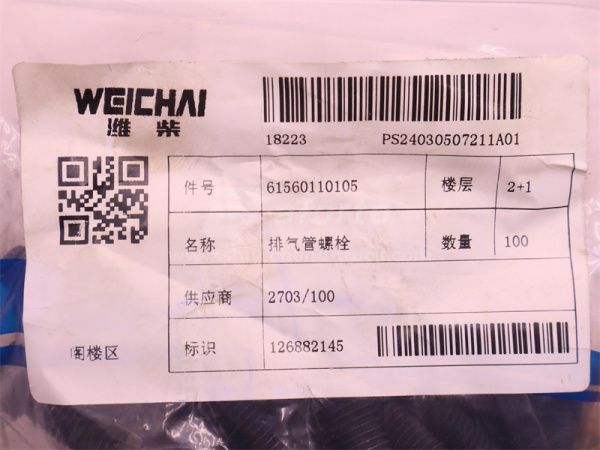 WEICHAI
潍柴
18223 PS24030507211A01
件号 61560110105 楼层 2+1
名称 排气管螺栓 数量 100
供应商 2703/100
标识 126882145
阁楼区